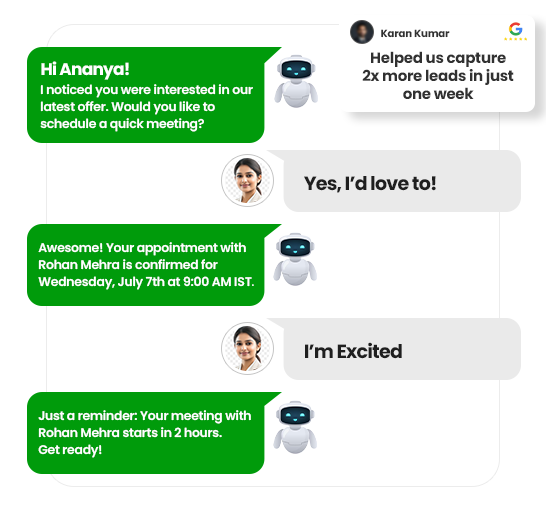 Karan Kumar
Helped us capture
2x more leads in just
one week
Hi Ananya!
I noticed you were interested in our
latest offer. Would you like to
schedule a quick meeting?
Yes, I'd love to!
Awesome! Your appointment with
Rohan Mehra is confirmed for
Wednesday, July 7th at 9:00 AM IST.
I'm Excited
Just a reminder: Your meeting with
Rohan Mehra starts in 2 hours.
Get ready!